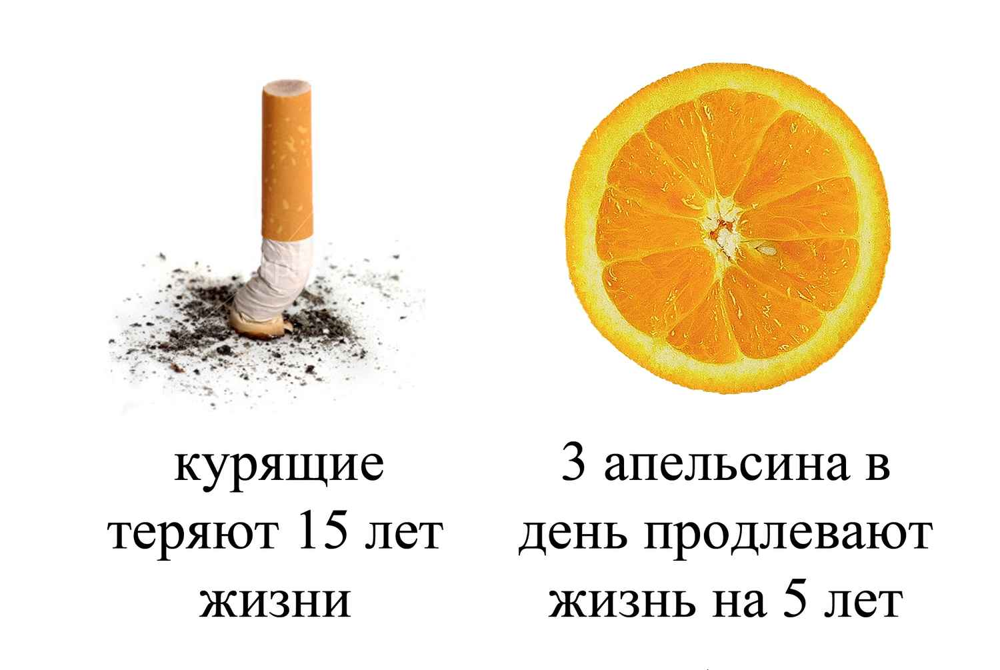 курящие
теряют 15 лет
жизни
3 апельсина в
день продлевают
жизнь на 5 лет